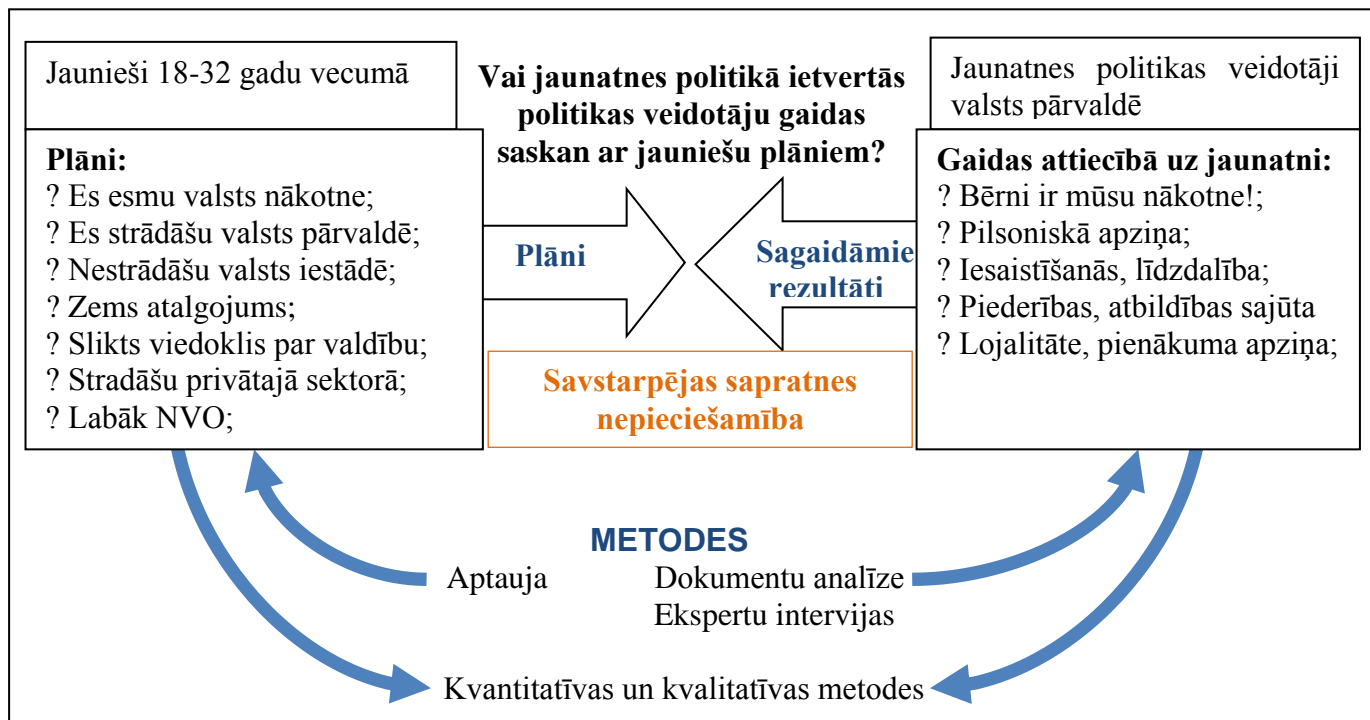 Jaunieši 18-32 gadu vecumā
Plāni:
? Es esmu valsts nākotne;
? Es strādāšu valsts pārvaldē;
? Nestrādāšu valsts iestādē;
? Zems atalgojums;
? Slikts viedoklis par valdību;
? Stradāšu privātajā sektorā;
? Labāk NVO;
Vai jaunatnes politikā ietvertās
politikas veidotāju gaidas
saskan ar jauniešu plāniem?
Plāni
Sagaidāmie
rezultāti
Savstarpējas sapratnes
nepieciešamība
Jaunatnes politikas veidotāji
valsts pārvaldē
Gaidas attiecībā uz jaunatni:
? Bērni ir mūsu nākotne!;
? Pilsoniskā apziņa;
? Iesaistīšanās, līdzdalība;
? Piederības, atbildības sajūta
? Lojalitāte, pienākuma apziņa;
METODES
Aptauja
Dokumentu analīze
Ekspertu intervijas
Kvantitatīvas un kvalitatīvas metodes